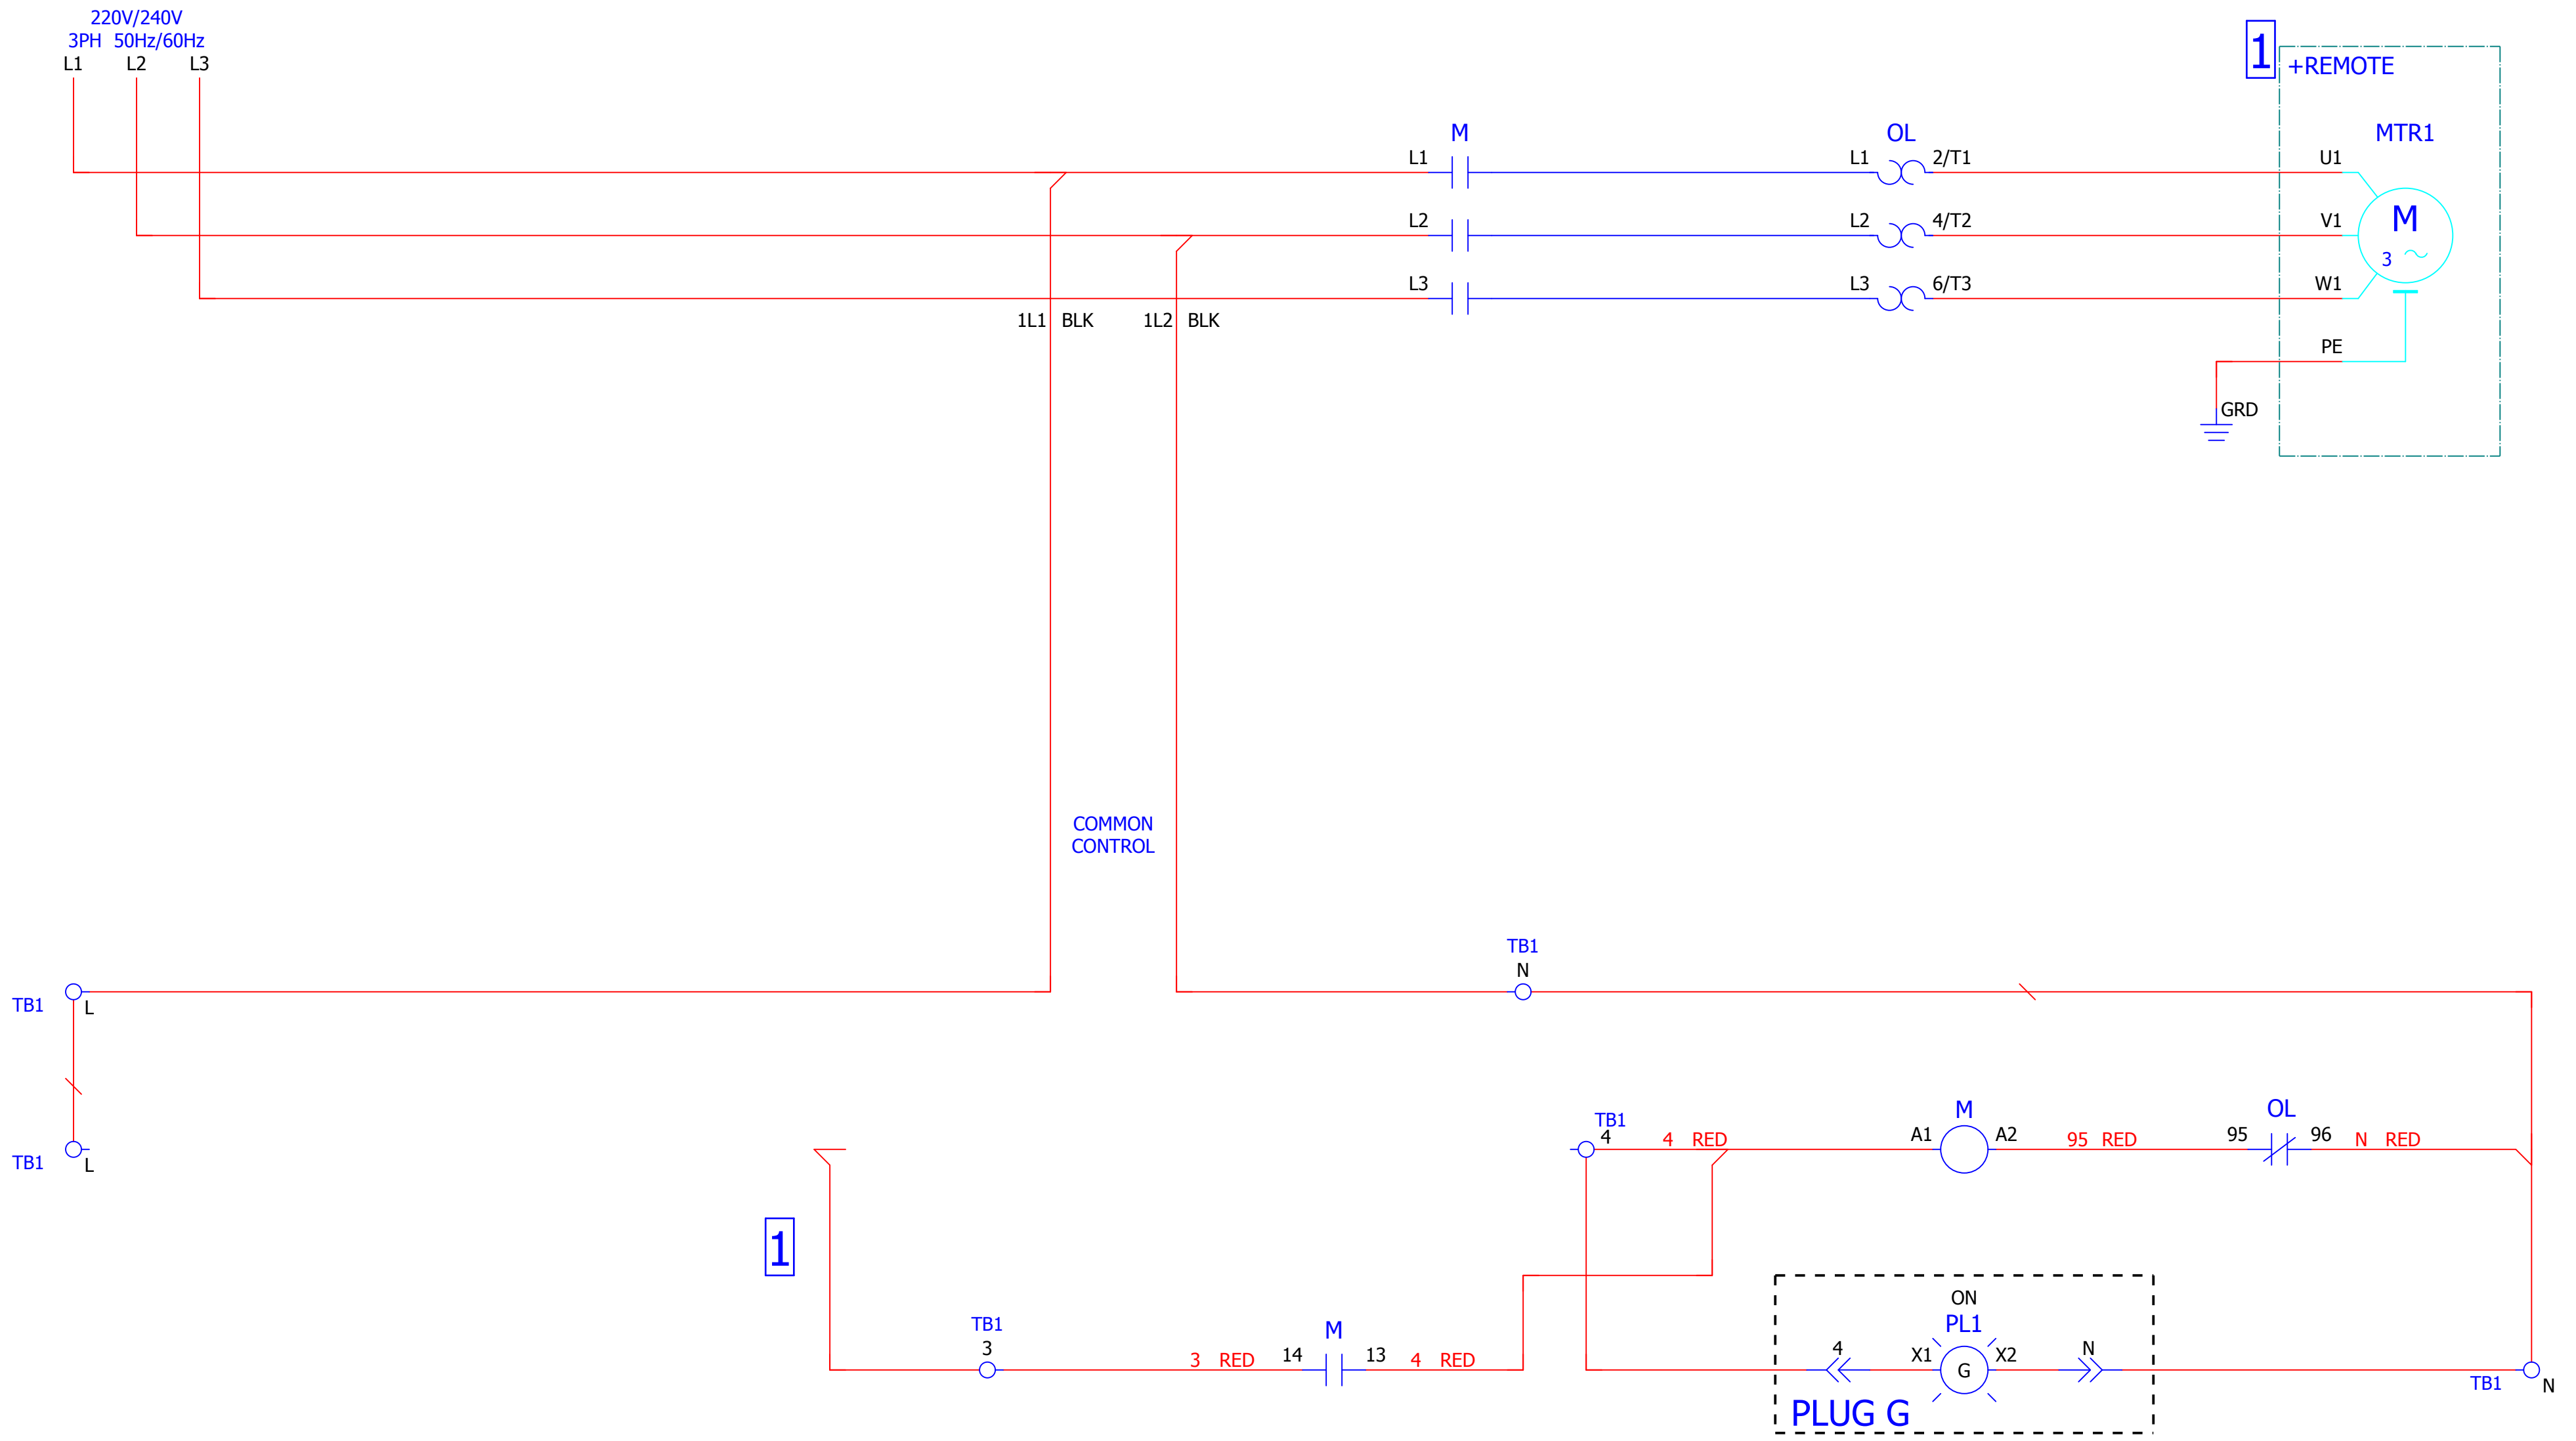 220V/240V
3PH 50Hz/60Hz
L1 L2 L3
1
+REMOTE
M OL MTR1
L1 L1 2/T1 U1
L2 L2 4/T2 V1
M
3
L3 L3 6/T3 W1
1L1 BLK 1L2 BLK
PE
GRD
COMMON
CONTROL
TB1
N
TB1 L
TB1
4
4 RED
M
A1 A2
95 RED
OL
95 96
N RED
TB1 L
1
TB1
3
3 RED
M
14 13
4 RED
ON
PL1
4 X1 G X2 N
PLUG G
TB1 N